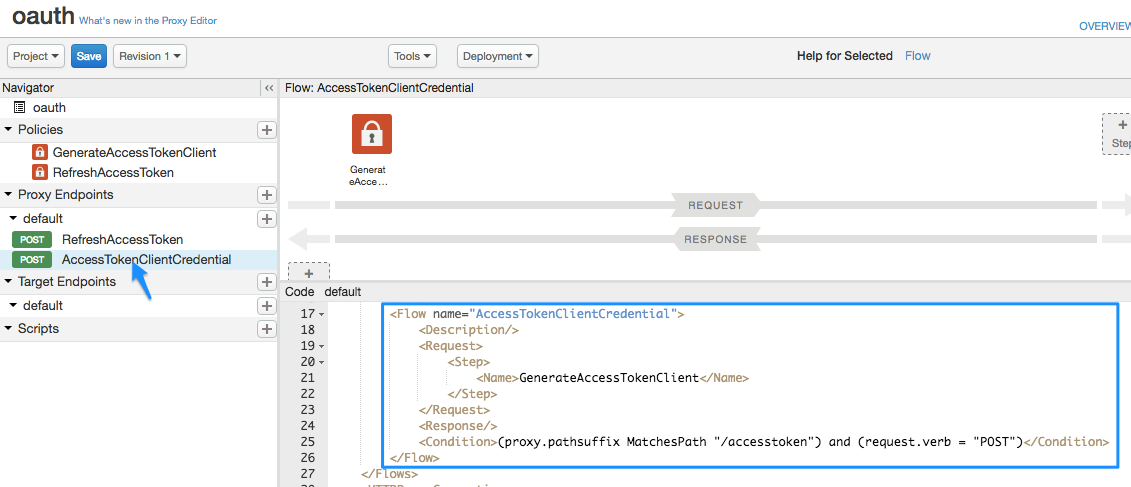 oauth What's new in the Proxy Editor
OVERVIEW
Project Save Revision 1 Tools Deployment Help for Selected Flow
Navigator
oauth
Policies
GenerateAccessTokenClient
RefreshAccessToken
Proxy Endpoints
default
POST RefreshAccessToken
POST AccessTokenClientCredential
Target Endpoints
default
Scripts
Flow: AccessTokenClientCredential
Generat
eAcce...
+
Step
REQUEST
RESPONSE
+
Code default
17 <Flow name="AccessTokenClientCredential">
18 <Description/>
19 <Request>
20 <Step>
21 <Name>GenerateAccessTokenClient</Name>
22 </Step>
23 </Request>
24 <Response/>
25 <Condition>(proxy.pathsuffix MatchesPath "/accesstoken") and (request.verb = "POST")</Condition>
26 </Flow>
27 </Flows>